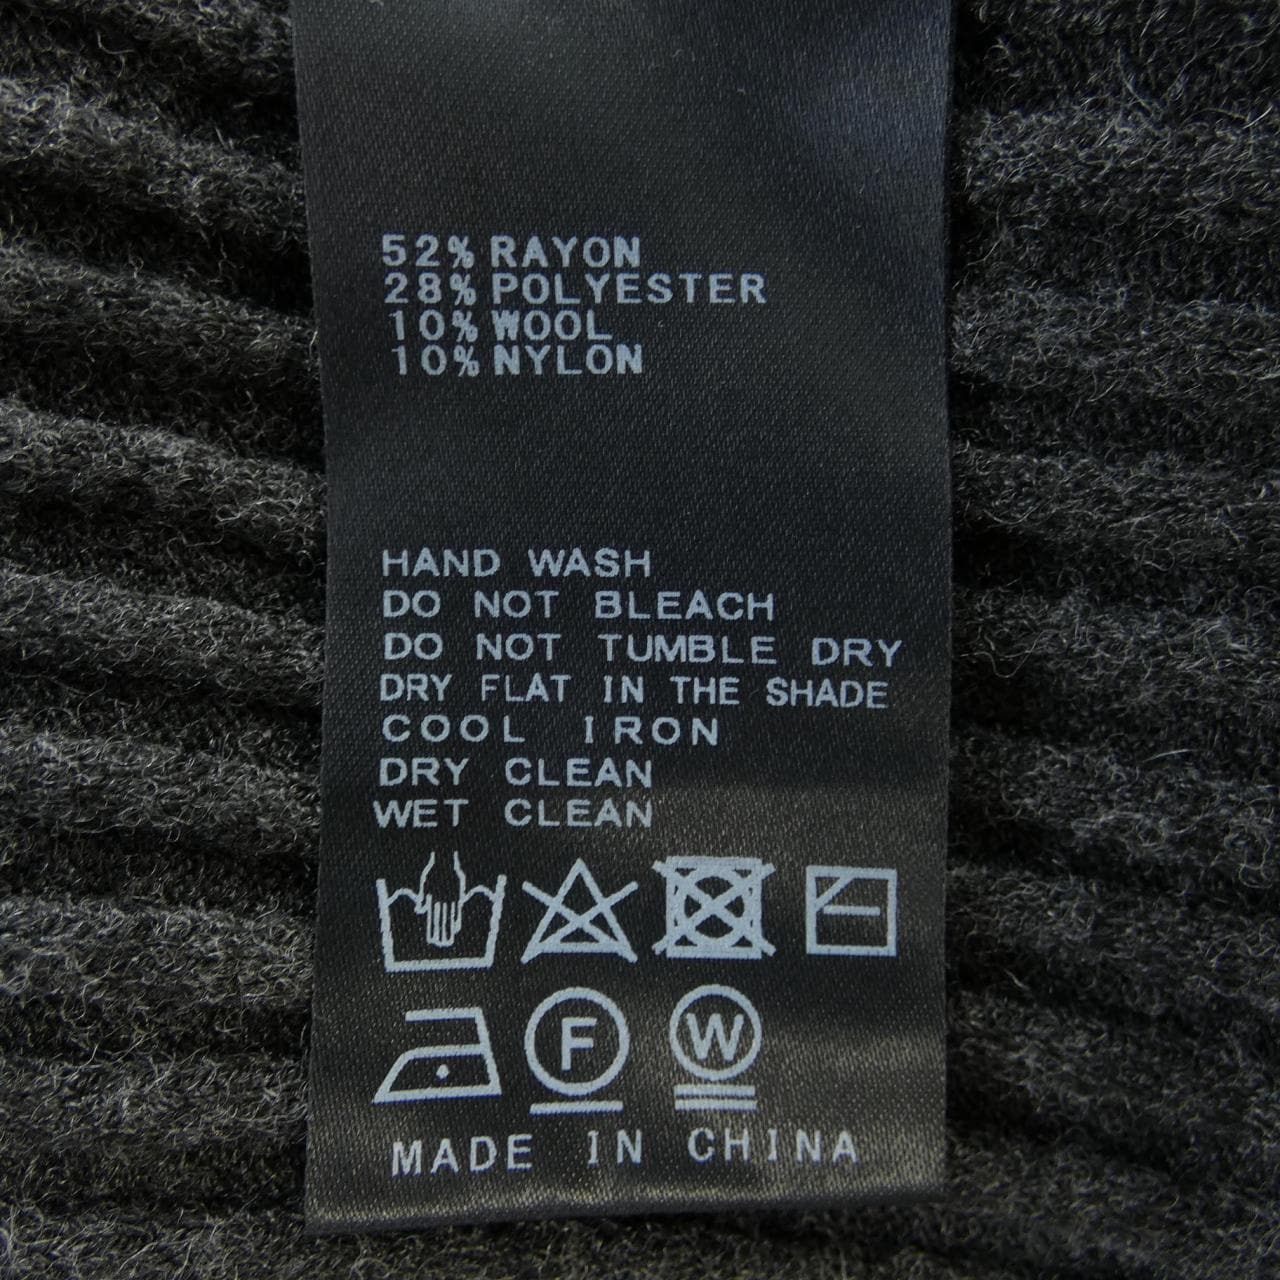 52% RAYON
28% POLYESTER
10% WOOL
10% NYLON
HAND WASH
DO NOT BLEACH
DO NOT TUMBLE DRY
DRY FLAT IN THE SHADE
COOL IRON
DRY CLEAN
WET CLEAN
F W
MADE IN CHINA